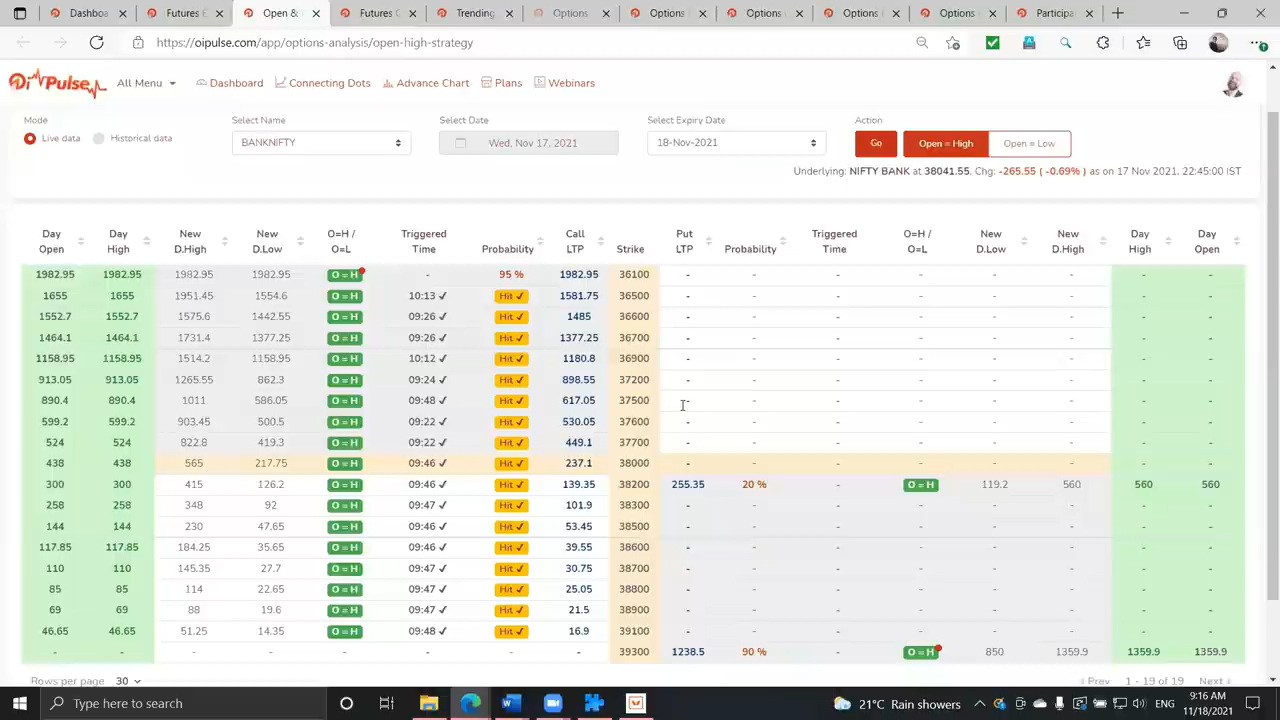 Dashbo
Futures
Open &
Futures O
Trending
Options
Options
Options
Options
Participa
https://oipulse.com/app/options-analysis/open-high-strategy
Oi Pulse All Menu Dashboard Connecting Dots Advance Chart Plans Webinars
Mode Select Name Select Date Select Expiry Date Action
Live data Historical data BANKNIFTY Wed, Nov 17, 2021 18-Nov-2021 Go Open = High Open = Low
Underlying: NIFTY BANK at 38041.55. Chg: -265.55 ( -0.69% ) as on 17 Nov 2021, 22:45:00 IST
Day Open Day High New D.High New D.Low O=H / O=L Triggered Time Probability Call LTP Strike Put LTP Probability Triggered Time O=H / O=L New D.Low New D.High Day High Day Open
1982.95 1982.95 1982.95 1982.95 O = H - 95 % 1982.95 36100 - - - - - - - -
1655 1655 1951.45 1554.6 O = H 10:13 ✓ Hit ✓ 1581.75 36500 - - - - - - - -
1552.7 1552.7 1575.6 1442.55 O = H 09:26 ✓ Hit ✓ 1485 36600 - - - - - - - -
1464.1 1464.1 1731.4 1377.25 O = H 09:26 ✓ Hit ✓ 1377.25 36700 - - - - - - - -
1158.95 1158.95 1514.2 1158.95 O = H 10:12 ✓ Hit ✓ 1180.8 36900 - - - - - - - -
913.05 913.05 1265.55 862.3 O = H 09:24 ✓ Hit ✓ 898.55 37200 - - - - - - - -
890.4 890.4 1011 586.05 O = H 09:48 ✓ Hit ✓ 617.05 37500 - - - - - - - -
599.2 599.2 903.45 500.5 O = H 09:22 ✓ Hit ✓ 530.05 37600 - - - - - - - -
524 524 822.8 419.3 O = H 09:22 ✓ Hit ✓ 449.1 37700 - - - - - - - -
438 438 565 217.75 O = H 09:46 ✓ Hit ✓ 237.1 38000 - - - - - - - -
300 300 415 126.2 O = H 09:46 ✓ Hit ✓ 139.35 38200 255.35 20 % - O = H 119.2 560 560 560
258 258 348 92 O = H 09:47 ✓ Hit ✓ 101.9 38300 - - - - - - - -
144 144 230 47.65 O = H 09:46 ✓ Hit ✓ 53.45 38500 - - - - - - - -
117.85 117.85 184.25 35.65 O = H 09:46 ✓ Hit ✓ 39.55 38600 - - - - - - - -
110 110 145.35 27.7 O = H 09:47 ✓ Hit ✓ 30.75 38700 - - - - - - - -
85 85 114 22.65 O = H 09:47 ✓ Hit ✓ 25.05 38800 - - - - - - - -
69 69 88 19.6 O = H 09:47 ✓ Hit ✓ 21.5 38900 - - - - - - - -
46.65 46.65 51.25 14.35 O = H 09:48 ✓ Hit ✓ 16.9 39100 - - - - - - - -
- - - - - - - - 39300 1238.5 90 % - O = H 850 1359.9 1359.9 1359.9
Rows per page 30 Prev 1 - 19 of 19 Next
Type here to search 21°C Rain showers ENG 9:16 AM
11/18/2021